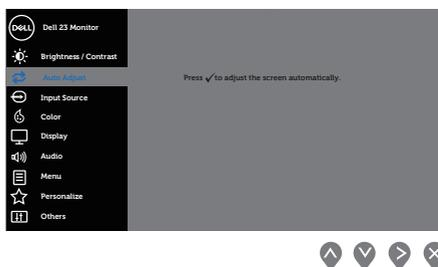 DELL
Dell 23 Monitor
Brightness / Contrast
Auto Adjust
Press ✓ to adjust the screen automatically.
Input Source
Color
Display
Audio
Menu
Personalize
Others